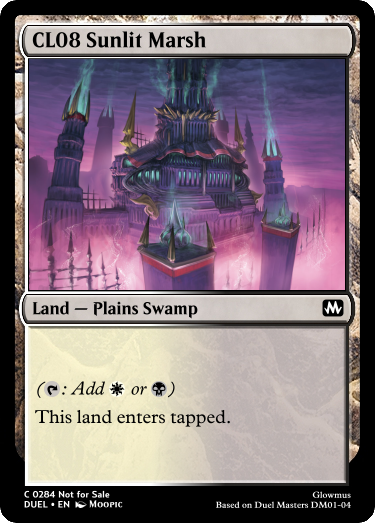 CL08 Sunlit Marsh
Land — Plains Swamp
(: Add or )
This land enters tapped.
C 0284 Not for Sale
Glowmus
DUEL • EN Moopic
Based on Duel Masters DM01-04